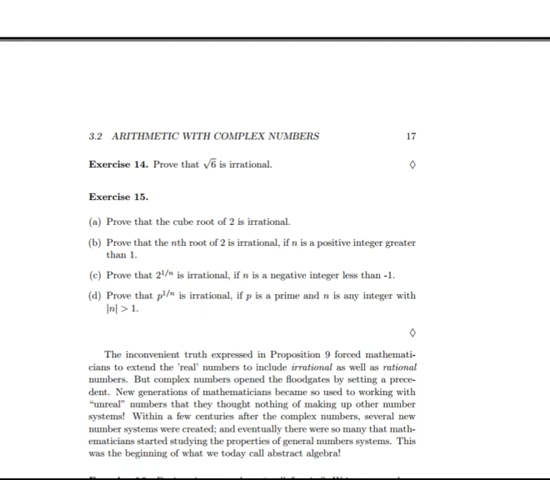 3.2 ARITHMETIC WITH COMPLEX NUMBERS 17
Exercise 14. Prove that √6 is irrational. ◊
Exercise 15.
(a) Prove that the cube root of 2 is irrational.
(b) Prove that the nth root of 2 is irrational, if n is a positive integer greater
than 1.
(c) Prove that 2^{1/n} is irrational, if n is a negative integer less than -1.
(d) Prove that p^{1/n} is irrational, if p is a prime and n is any integer with
|n| > 1.
◊
The inconvenient truth expressed in Proposition 9 forced mathemati-
cians to extend the 'real' numbers to include irrational as well as rational
numbers. But complex numbers opened the floodgates by setting a prece-
dent. New generations of mathematicians became so used to working with
"unreal" numbers that they thought nothing of making up other number
systems! Within a few centuries after the complex numbers, several new
number systems were created; and eventually there were so many that math-
ematicians started studying the properties of general numbers systems. This
was the beginning of what we today call abstract algebra!